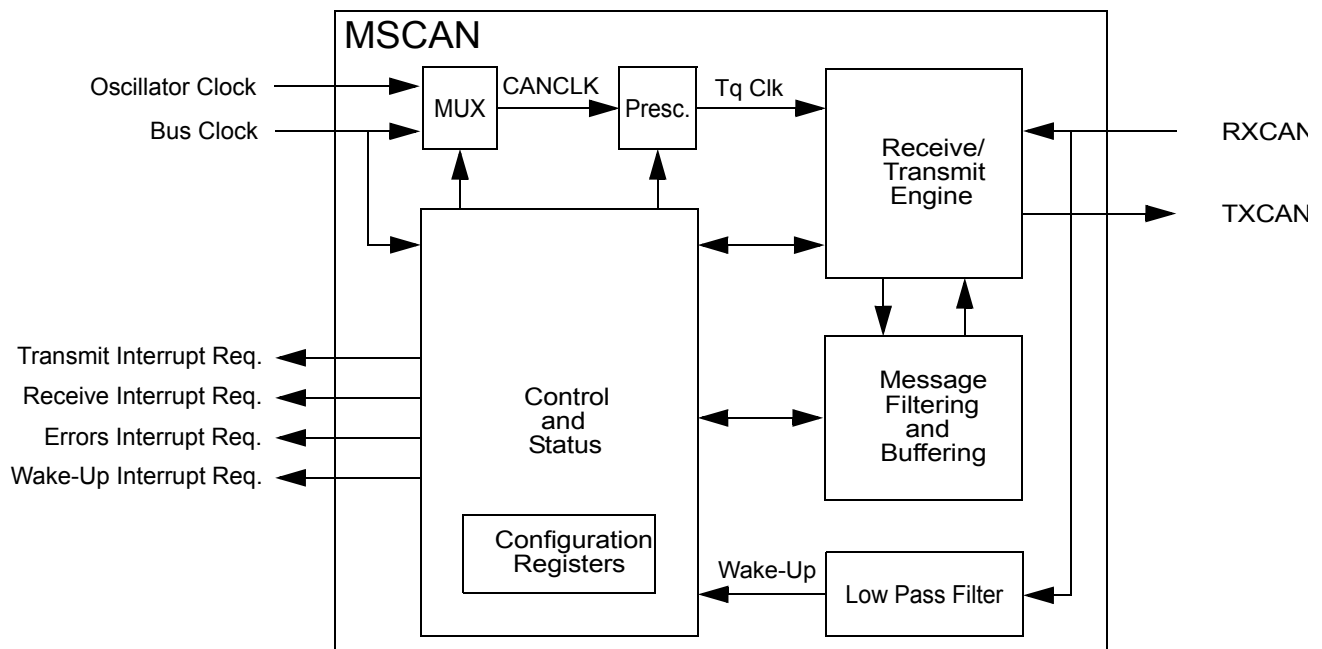 MSCAN
Oscillator Clock
Bus Clock
MUX
CANCLK
Presc.
Tq Clk
Receive/
Transmit
Engine
RXCAN
TXCAN
Transmit Interrupt Req.
Receive Interrupt Req.
Errors Interrupt Req.
Wake-Up Interrupt Req.
Control
and
Status
Message
Filtering
and
Buffering
Configuration
Registers
Wake-Up
Low Pass Filter